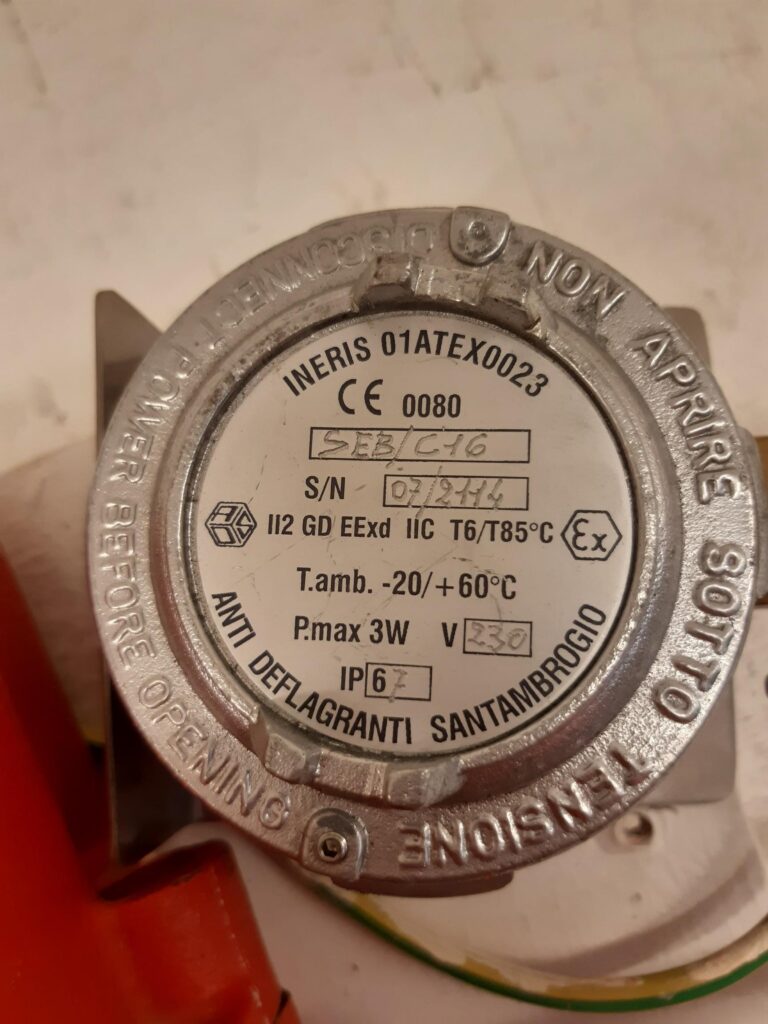 DISCONNECT POWER BEFORE OPENING
NON APRIRE SOTTO TENSIONE
INERIS 01ATEX0023
CE 0080
SEB/C16
S/N 07/2114
II2 GD EExd IIC T6/T85°C Ex
T.amb. -20/+60°C
P.max 3W V 230
IP 67
ANTI DEFLAGRANTI SANTAMBROGIO